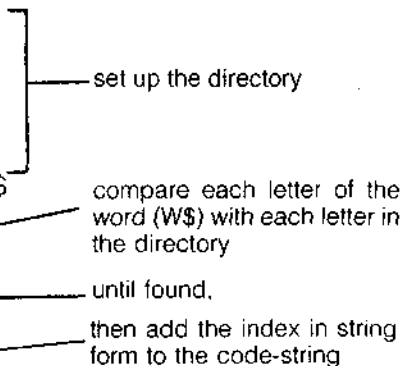 set up the directory
compare each letter of the
word (W$) with each letter in
the directory
until found,
then add the index in string
form to the code-string